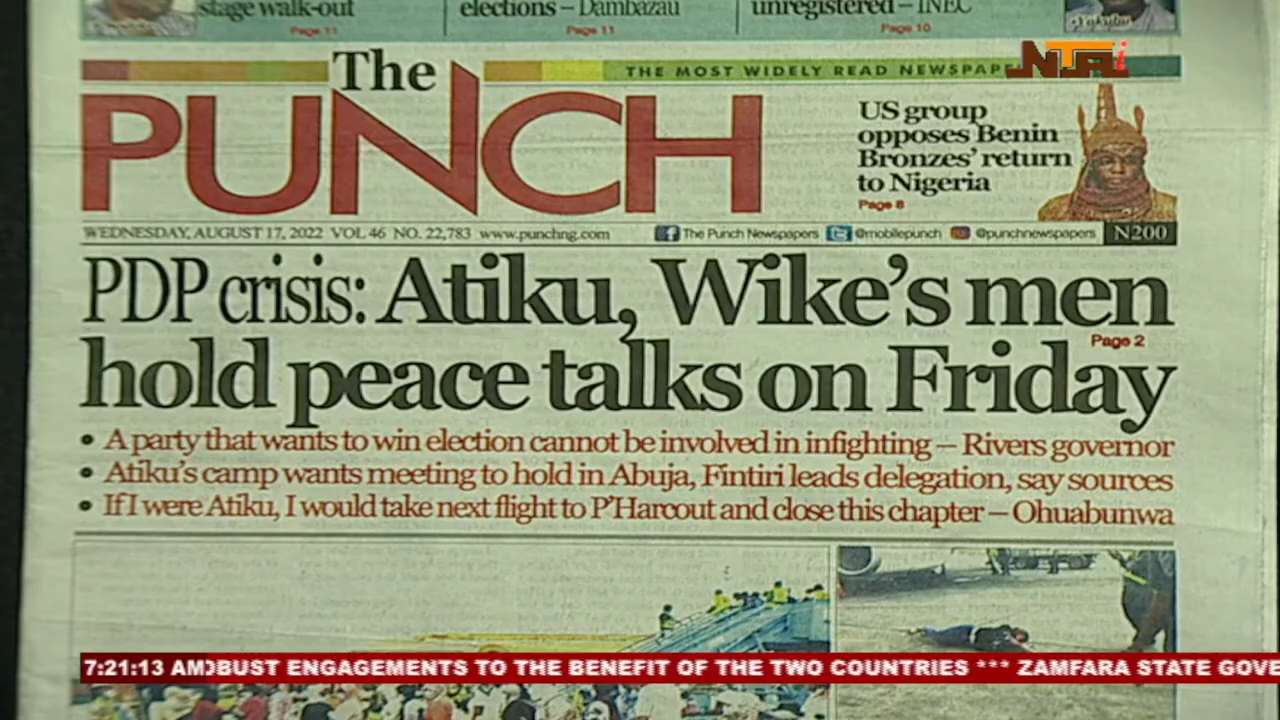 stage walk-out
Page 11
elections – Dambazau
Page 11
unregistered – INEC
Page 10
Yakubu
The
PUNCH
THE MOST WIDELY READ NEWSPAPE
NTAi
US group
opposes Benin
Bronzes' return
to Nigeria
Page 8
WEDNESDAY, AUGUST 17, 2022 VOL 46 NO. 22,783 www.punchng.com
The Punch Newspapers @mobilepunch @punchnewspapers N200
PDP crisis: Atiku, Wike's men
Page 2
hold peace talks on Friday
• A party that wants to win election cannot be involved in infighting – Rivers governor
• Atiku's camp wants meeting to hold in Abuja, Fintiri leads delegation, say sources
• If I were Atiku, I would take next flight to P'Harcout and close this chapter – Ohuabunwa
7:21:13 AM OBUST ENGAGEMENTS TO THE BENEFIT OF THE TWO COUNTRIES *** ZAMFARA STATE GOVE